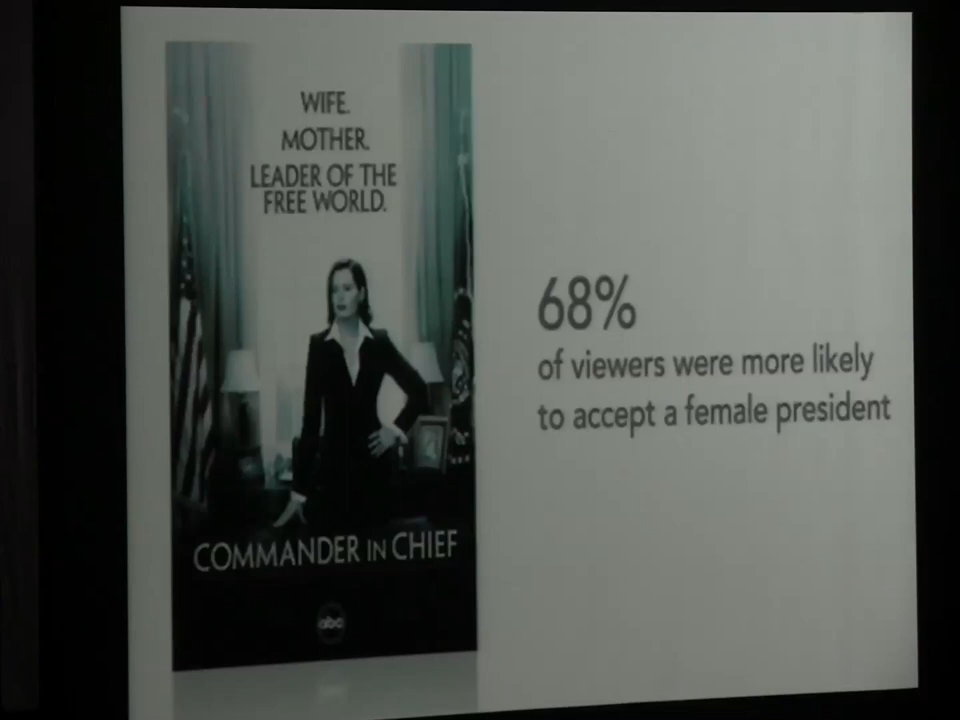 WIFE.
MOTHER.
LEADER OF THE
FREE WORLD.
COMMANDER IN CHIEF
abc
68%
of viewers were more likely
to accept a female president